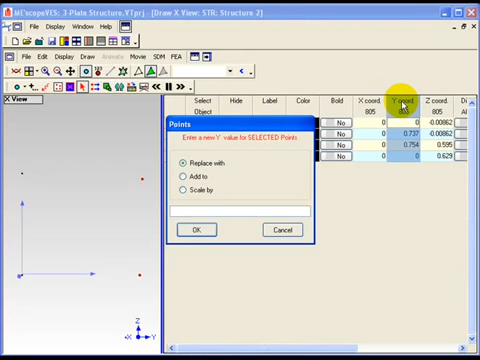 MEscopeVES: 3-Plate Structure.VTprj - [Draw X View: STR: Structure 2]
File Display Window Help
File Edit Display Draw Animate Movie SDM FEA
X View
Select Hide Label Color Bold X coord. Y coord. Z coord.
Object 805 805 805
No 0 0 -0.00862
No 0 0.737 -0.00862
No 0 0.754 0.595
No 0 0 0.629
Points
Enter a new Y value for SELECTED Points
Replace with
Add to
Scale by
OK Cancel
X Y
Z